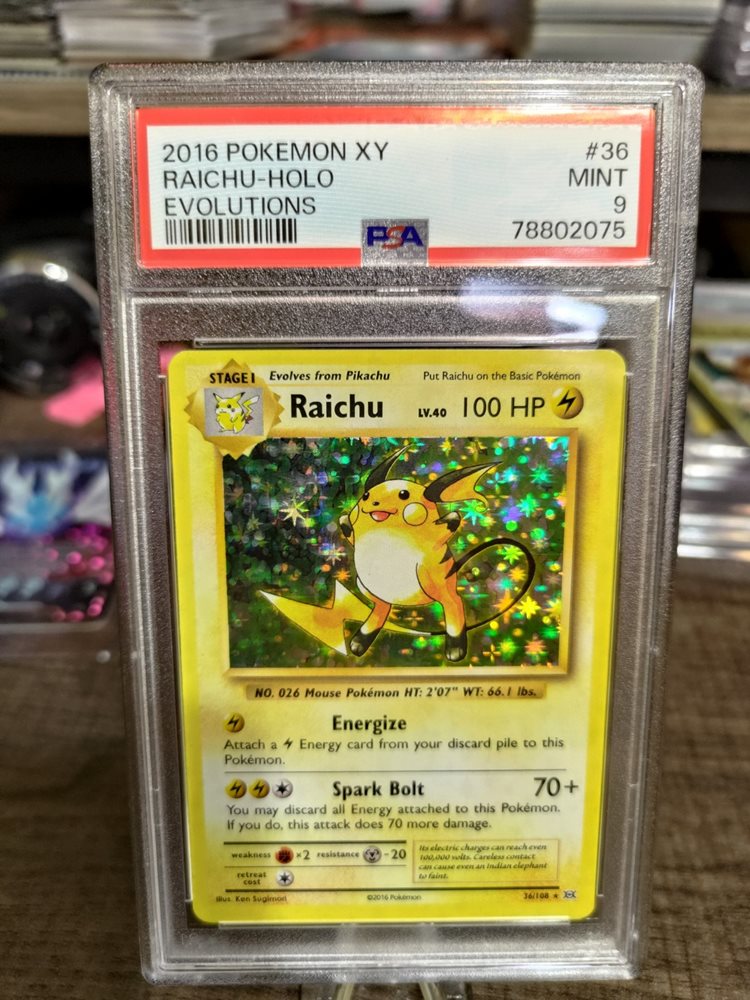 2016 POKEMON XY #36
RAICHU-HOLO MINT
EVOLUTIONS 9
PSA 78802075
STAGE 1 Evolves from Pikachu Put Raichu on the Basic Pokémon
Raichu LV.40 100 HP
NO. 026 Mouse Pokémon HT: 2'07" WT: 66.1 lbs.
Energize
Attach a Energy card from your discard pile to this
Pokémon.
Spark Bolt 70+
You may discard all Energy attached to this Pokémon.
If you do, this attack does 70 more damage.
weakness ×2 resistance -20
retreat
cost
Its electric charges can reach even
100,000 volts. Careless contact
can cause even an Indian elephant
to faint.
Illus. Ken Sugimori ©2016 Pokémon 36/108 ★ XY